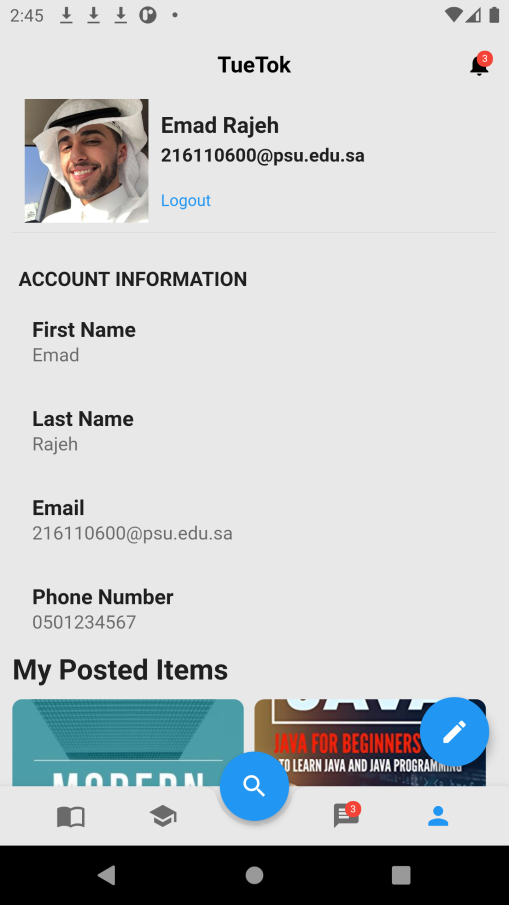 2:45
TueTok
3
Emad Rajeh
216110600@psu.edu.sa
Logout
ACCOUNT INFORMATION
First Name
Emad
Last Name
Rajeh
Email
216110600@psu.edu.sa
Phone Number
0501234567
My Posted Items
MODERN
JAVA
JAVA FOR BEGINNERS
TO LEARN JAVA AND JAVA PROGRAMMING
3